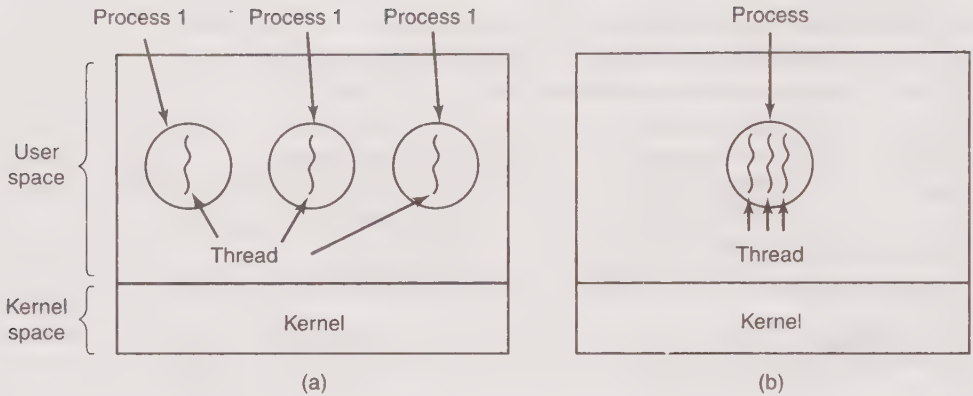 Process 1 Process 1 Process 1
Process
User
space
Thread
Thread
Kernel
space
Kernel
Kernel
(a)
(b)